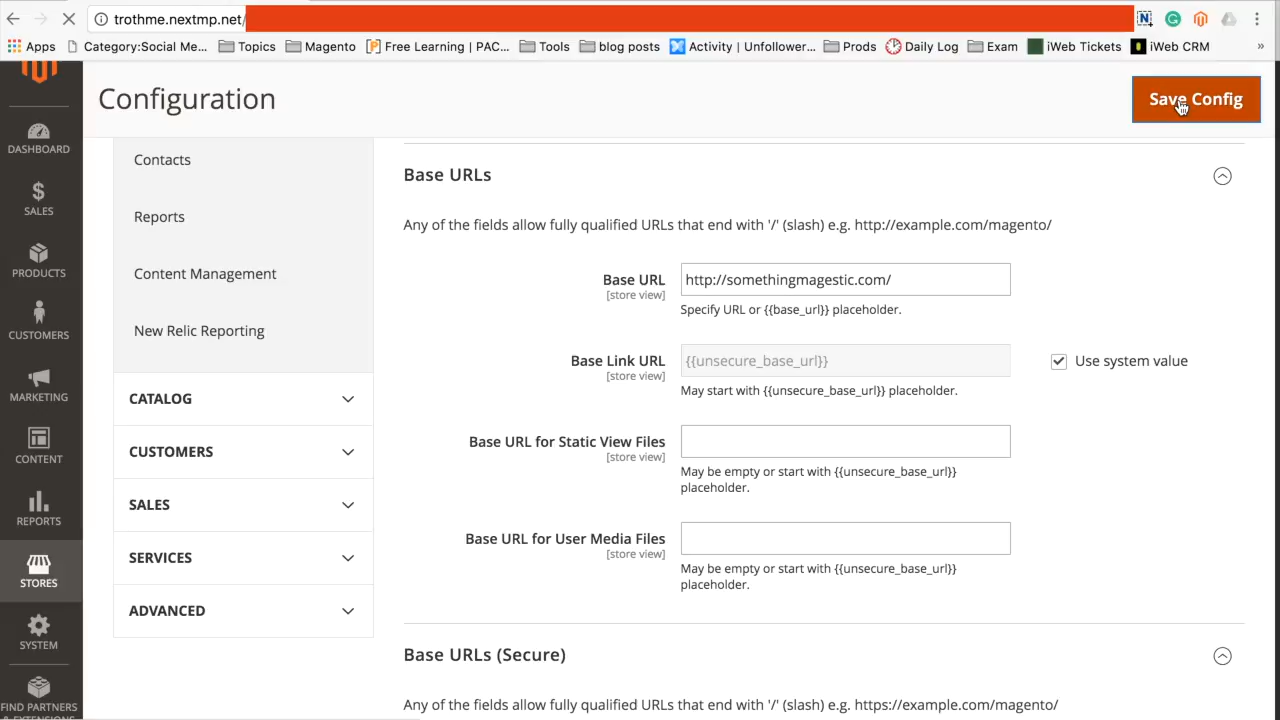 trothme.nextmp.net/
Apps Category:Social Me... Topics Magento Free Learning | PAC... Tools blog posts Activity | Unfollower... Prods Daily Log Exam iWeb Tickets iWeb CRM »
Configuration
Save Config
DASHBOARD
SALES
PRODUCTS
CUSTOMERS
MARKETING
CONTENT
REPORTS
STORES
SYSTEM
FIND PARTNERS
& EXTENSIONS
Contacts
Reports
Content Management
New Relic Reporting
CATALOG
CUSTOMERS
SALES
SERVICES
ADVANCED
Base URLs
Any of the fields allow fully qualified URLs that end with '/' (slash) e.g. http://example.com/magento/
Base URL http://somethingmagestic.com/
[store view]
Specify URL or {{base_url}} placeholder.
Base Link URL {{unsecure_base_url}} Use system value
[store view]
May start with {{unsecure_base_url}} placeholder.
Base URL for Static View Files
[store view]
May be empty or start with {{unsecure_base_url}}
placeholder.
Base URL for User Media Files
[store view]
May be empty or start with {{unsecure_base_url}}
placeholder.
Base URLs (Secure)
Any of the fields allow fully qualified URLs that end with '/' (slash) e.g. https://example.com/magento/